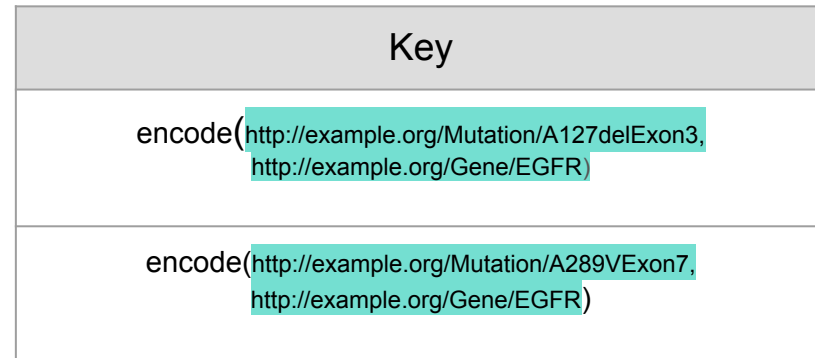 Key
encode(http://example.org/Mutation/A127delExon3,
http://example.org/Gene/EGFR)
encode(http://example.org/Mutation/A289VExon7,
http://example.org/Gene/EGFR)